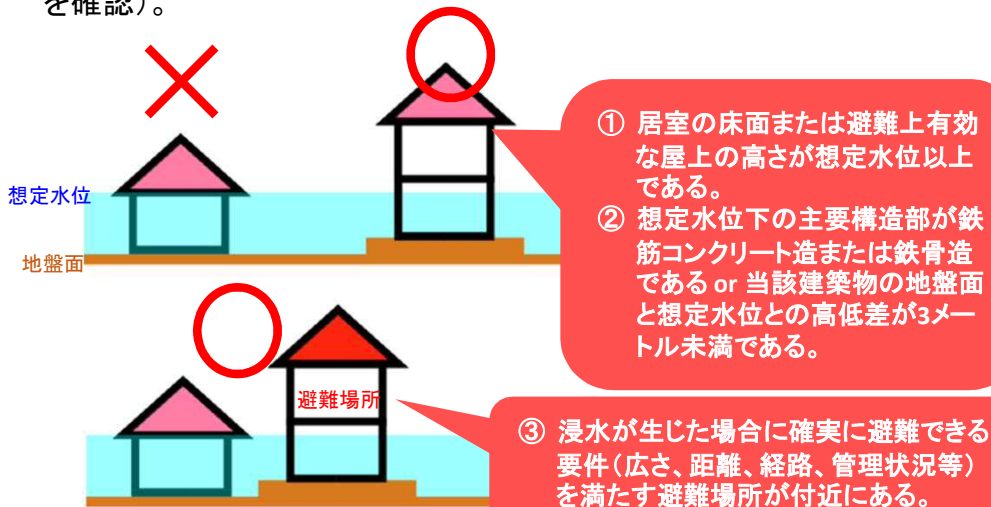 を確認）。
① 居室の床面または避難上有効
な屋上の高さが想定水位以上
である。
② 想定水位下の主要構造部が鉄
筋コンクリート造または鉄骨造
である or 当該建築物の地盤面
と想定水位との高低差が3メー
トル未満である。
想定水位
地盤面
避難場所
③ 浸水が生じた場合に確実に避難できる
要件（広さ、距離、経路、管理状況等）
を満たす避難場所が付近にある。